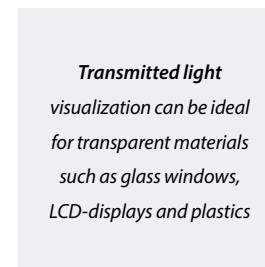 Transmitted light
visualization can be ideal
for transparent materials
such as glass windows,
LCD-displays and plastics